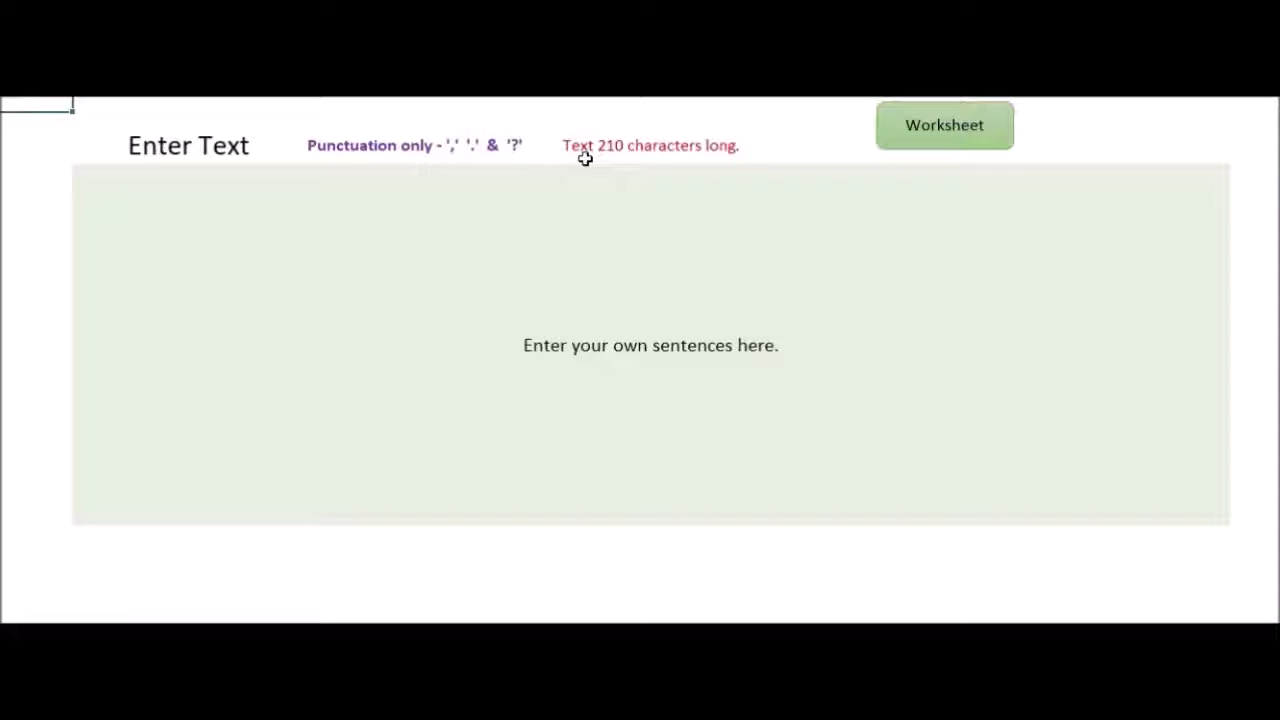 Worksheet
Enter Text Punctuation only - ',' '.' & '?' Text 210 characters long.
Enter your own sentences here.